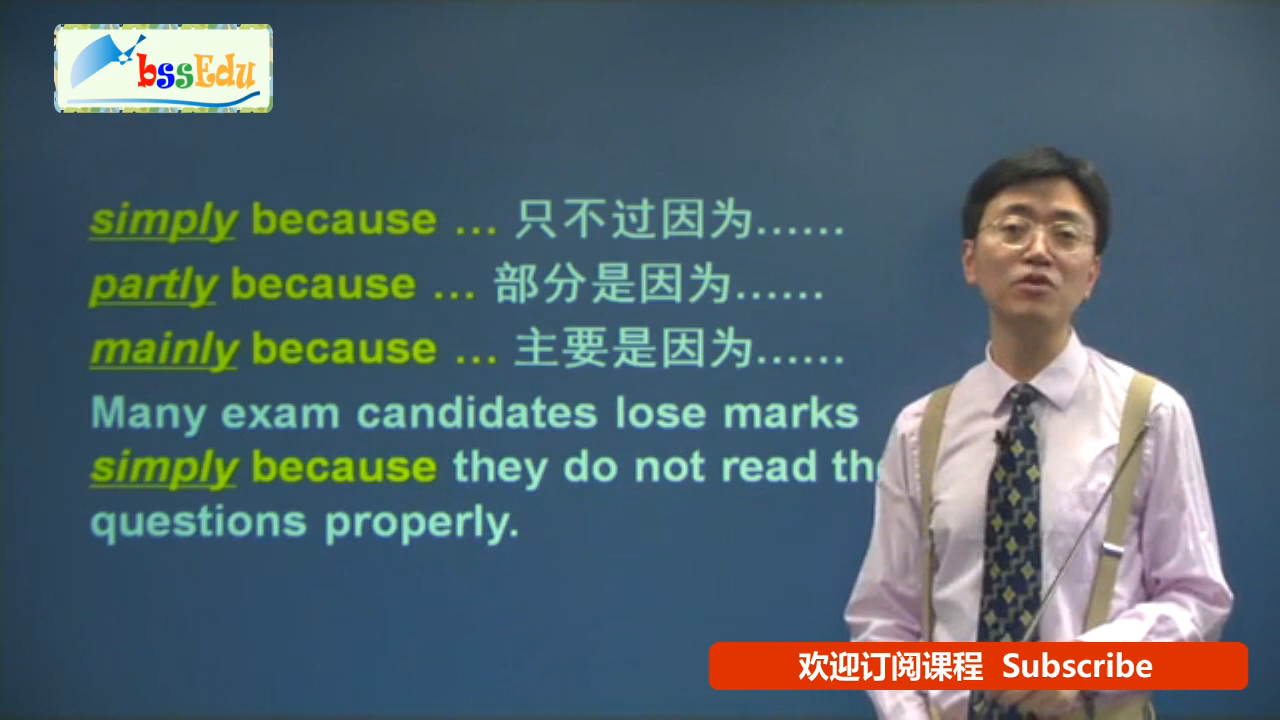 bssEdu
simply because … 只不过因为……
partly because … 部分是因为……
mainly because … 主要是因为……
Many exam candidates lose marks
simply because they do not read the
questions properly.
欢迎订阅课程 Subscribe